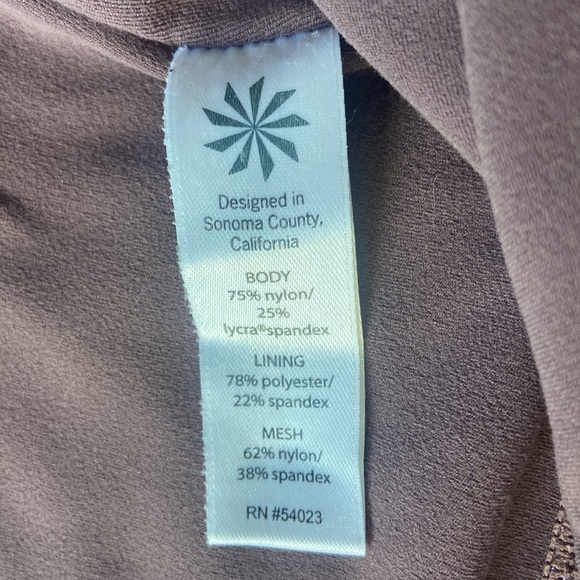 Designed in
Sonoma County,
California
BODY
75% nylon/
25%
lycra®spandex
LINING
78% polyester/
22% spandex
MESH
62% nylon/
38% spandex
RN #54023